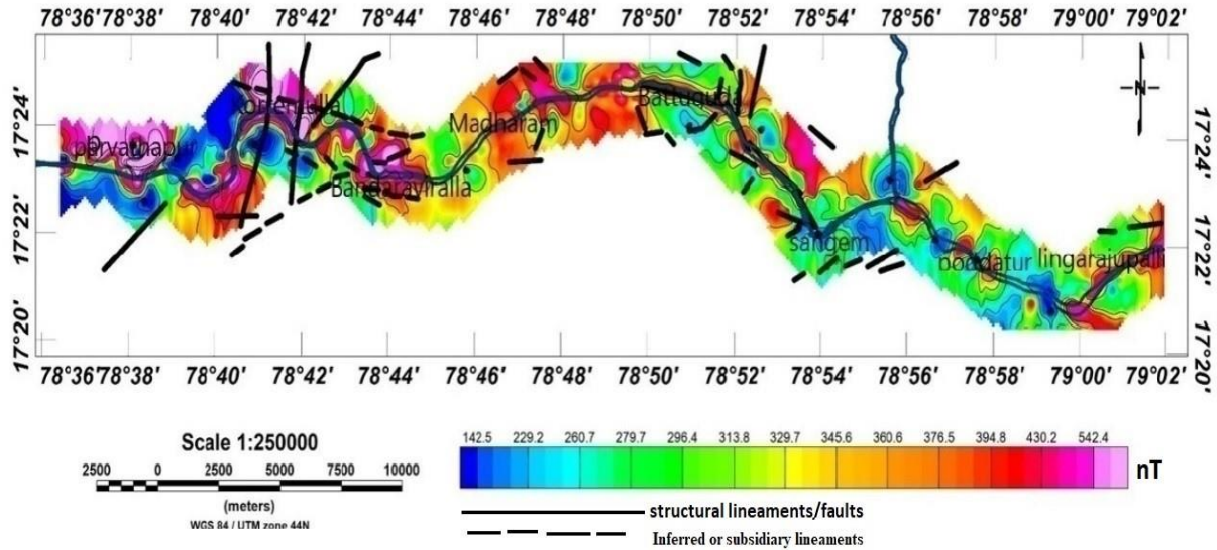 78°36' 78°38' 78°40' 78°42' 78°44' 78°46' 78°48' 78°50' 78°52' 78°54' 78°56' 78°58' 79°00' 79°02'
17°24' 17°22' 17°20'
N
17°24' 17°22' 17°20'
parvathapur
Bandaraviralla
Madharam
Battuguda
sangem
poddatur
lingarajupalli
78°36' 78°38' 78°40' 78°42' 78°44' 78°46' 78°48' 78°50' 78°52' 78°54' 78°56' 78°58' 79°00' 79°02'
Scale 1:250000
2500 0 2500 5000 7500 10000
(meters)
WGS 84 / UTM zone 44N
142.5 229.2 260.7 279.7 296.4 313.8 329.7 345.6 360.6 376.5 394.8 430.2 542.4
nT
structural lineaments/faults
Inferred or subsidiary lineaments